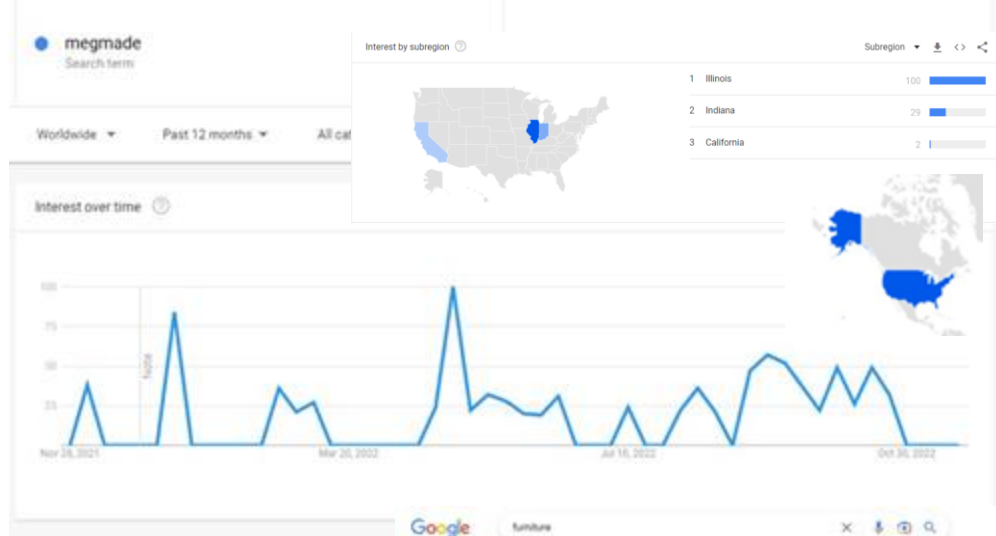 megmade
Search term
Worldwide
Past 12 months
All cat
Interest by subregion
Subregion
1 Illinois 100
2 Indiana 29
3 California 2
Interest over time
100
75
50
25
Note
Nov 28, 2021
Mar 20, 2022
Jul 10, 2022
Oct 30, 2022
Google
furniture